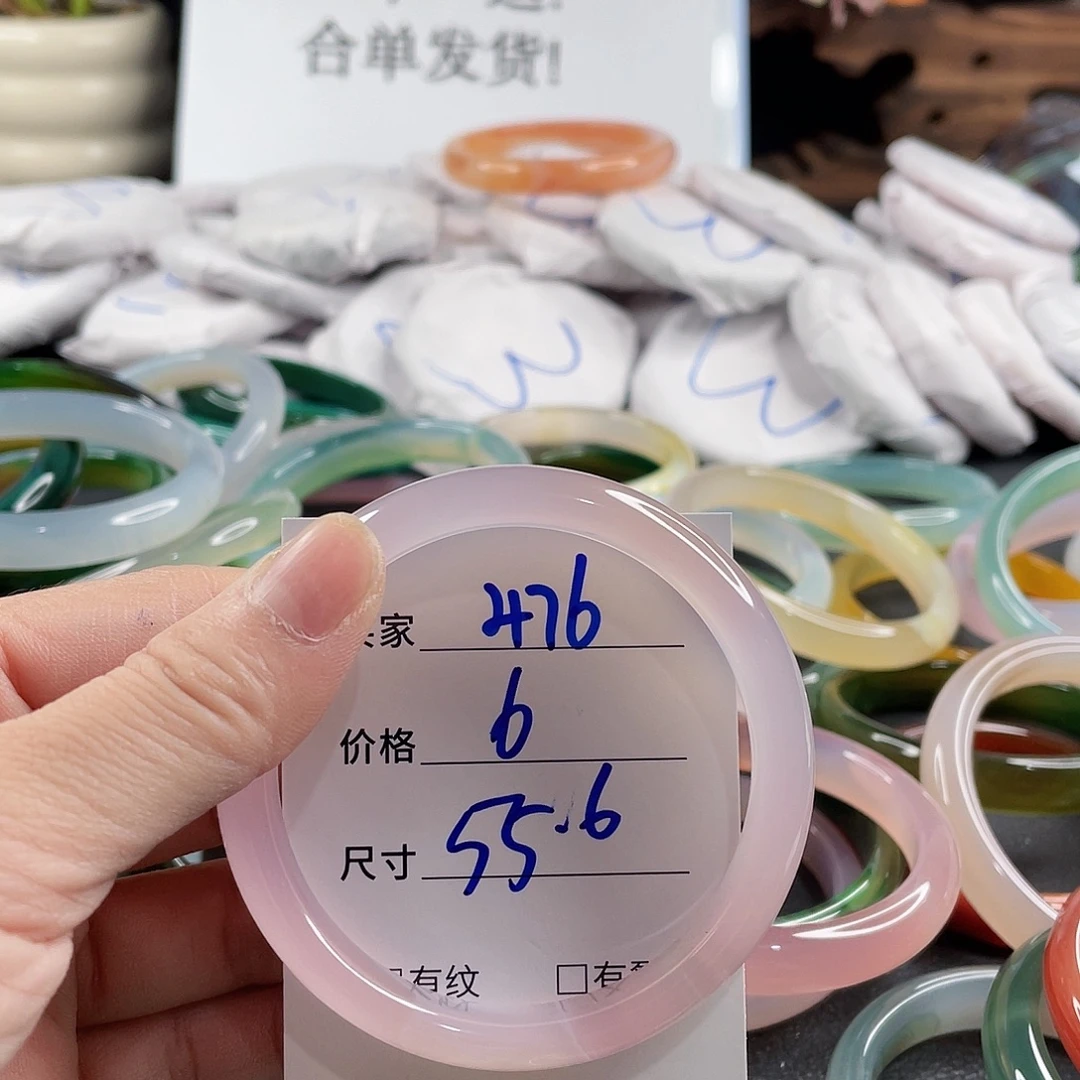 合单发货!
家 476
价格 6
尺寸 55.6
有纹 □有